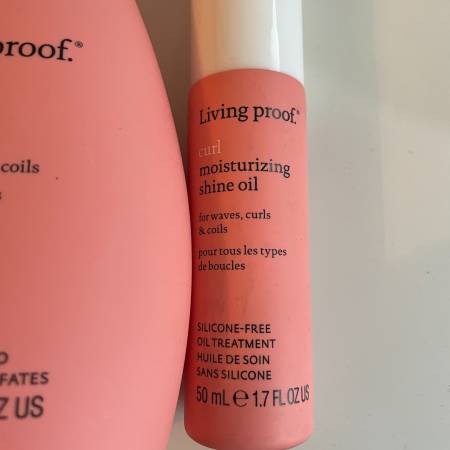 proof.®
coils
FATES
Z US
Living proof.®
curl
moisturizing
shine oil
for waves, curls
& coils
pour tous les types
de boucles
SILICONE-FREE
OIL TREATMENT
HUILE DE SOIN
SANS SILICONE
50 mL e 1.7 FL OZ US